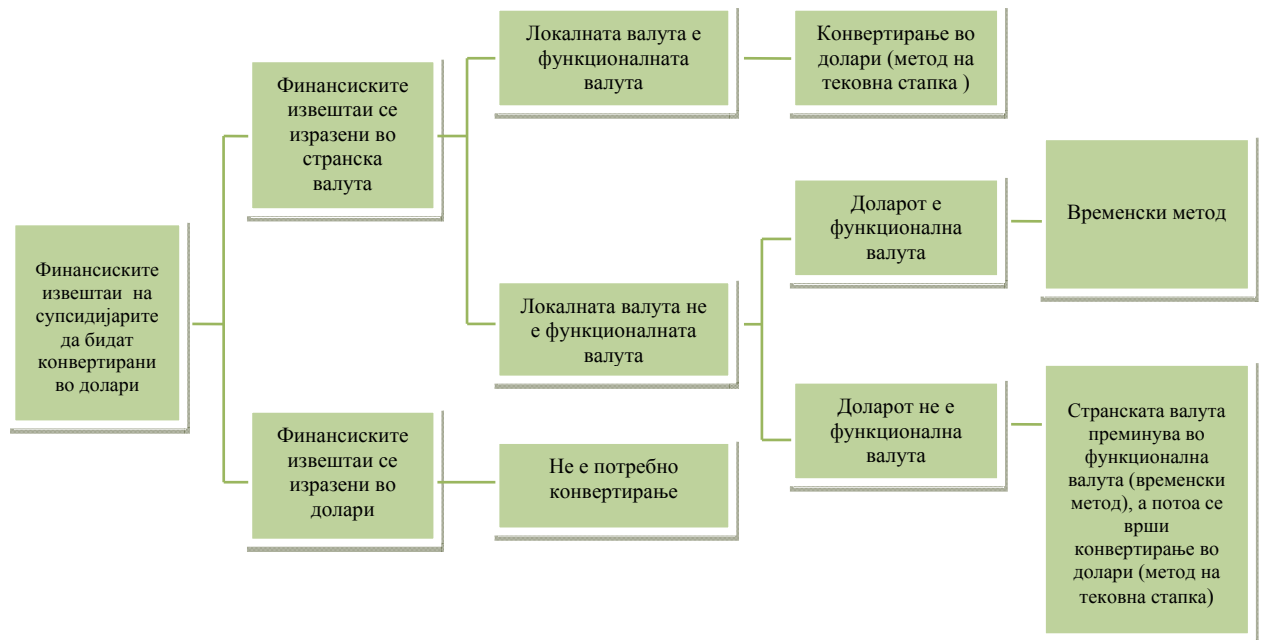 Финансиските
извештаи на
супсидијарите
да бидат
конвертирани
во долари
Финансиските
извештаи се
изразени во
странска
валута
Локалната валута е
функционалната
валута
Конвертирање во
долари (метод на
тековна стапка )
Локалната валута не
е функционалната
валута
Доларот е
функционална
валута
Временски метод
Доларот не е
функционална
валута
Странската валута
преминува во
функционална
валута (временски
метод), а потоа се
врши
конвертирање во
долари (метод на
тековна стапка)
Финансиските
извештаи се
изразени во
долари
Не е потребно
конвертирање